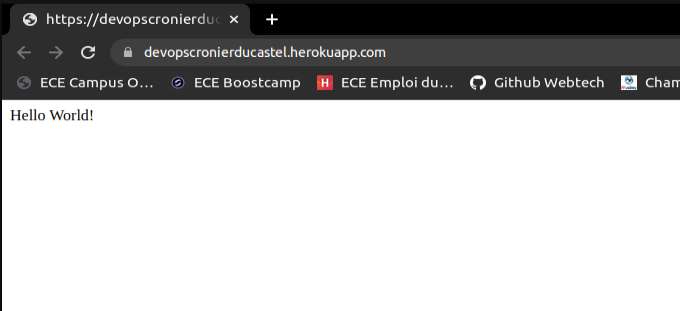 https://devopscronierduc
devopscronierducastel.herokuapp.com
ECE Campus O… ECE Boostcamp H ECE Emploi du… Github Webtech Cham
Hello World!